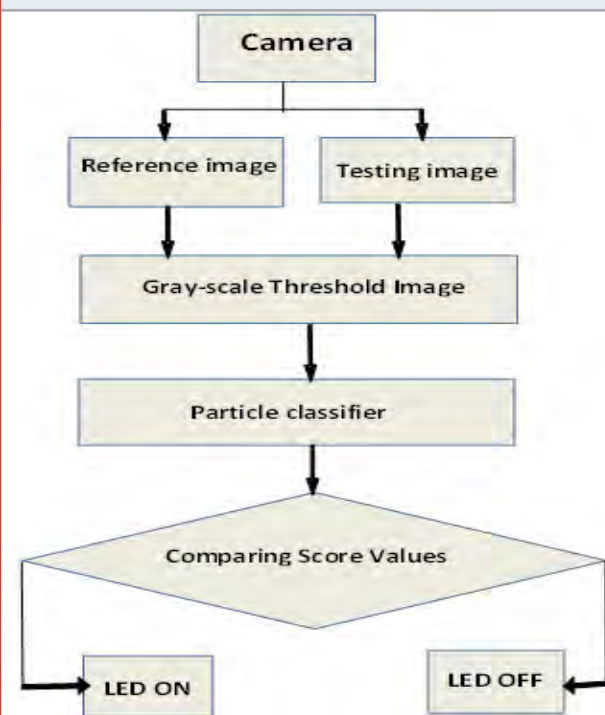 Camera
Reference image
Testing image
Gray-scale Threshold Image
Particle classifier
Comparing Score Values
LED ON
LED OFF